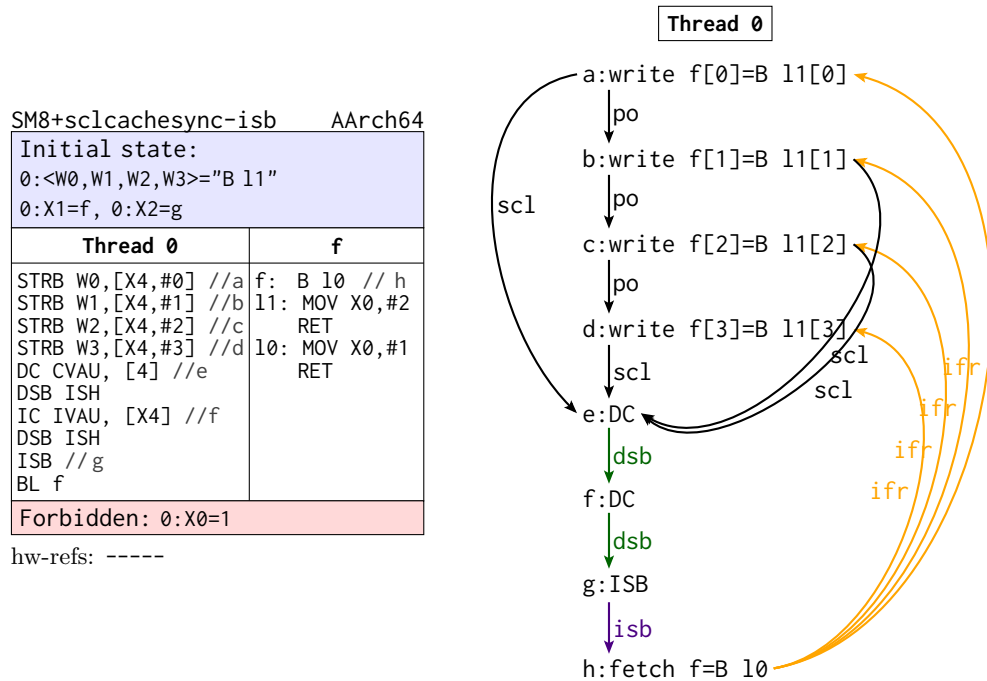 SM8+sclcachesync-isb AArch64
Initial state:
0:<W0,W1,W2,W3>="B l1"
0:X1=f, 0:X2=g
Thread 0 f
STRB W0,[X4,#0] //a f: B l0 // h
STRB W1,[X4,#1] //b l1: MOV X0,#2
STRB W2,[X4,#2] //c RET
STRB W3,[X4,#3] //d l0: MOV X0,#1
DC CVAU, [4] //e RET
DSB ISH
IC IVAU, [X4] //f
DSB ISH
ISB // g
BL f
Forbidden: 0:X0=1
hw-refs: -----
Thread 0
a:write f[0]=B l1[0]
po
b:write f[1]=B l1[1]
po
scl
c:write f[2]=B l1[2]
po
d:write f[3]=B l1[3]
scl
ifr
scl
scl
ifr
e:DC
dsb
ifr
ifr
f:DC
dsb
g:ISB
isb
h:fetch f=B l0